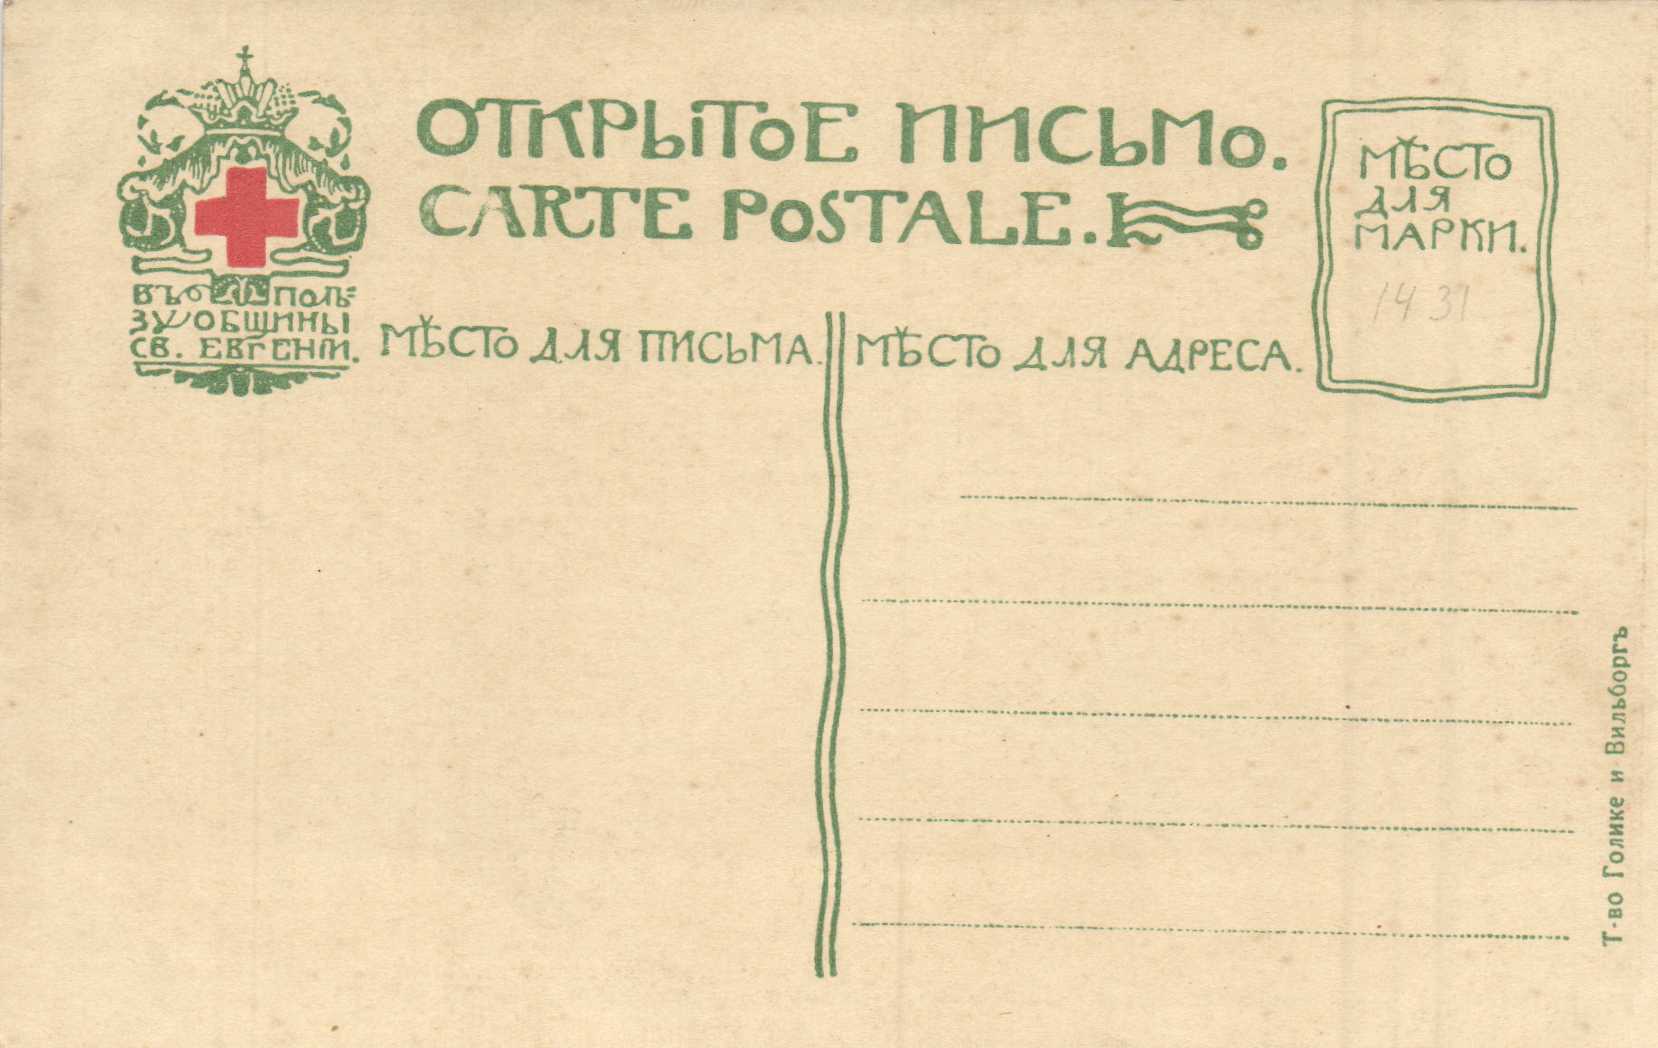 ОТКРЫТОЕ ПИСЬМО.
CARTE POSTALE.
МѢСТО
ДЛЯ
МАРКИ.
1431
ВЪ ПОЛЬ=
ЗУ ОБЩИНЫ
СВ. ЕВГЕНІИ.
МѢСТО ДЛЯ ПИСЬМА.
МѢСТО ДЛЯ АДРЕСА.
Т-во Голике и Вильборгъ